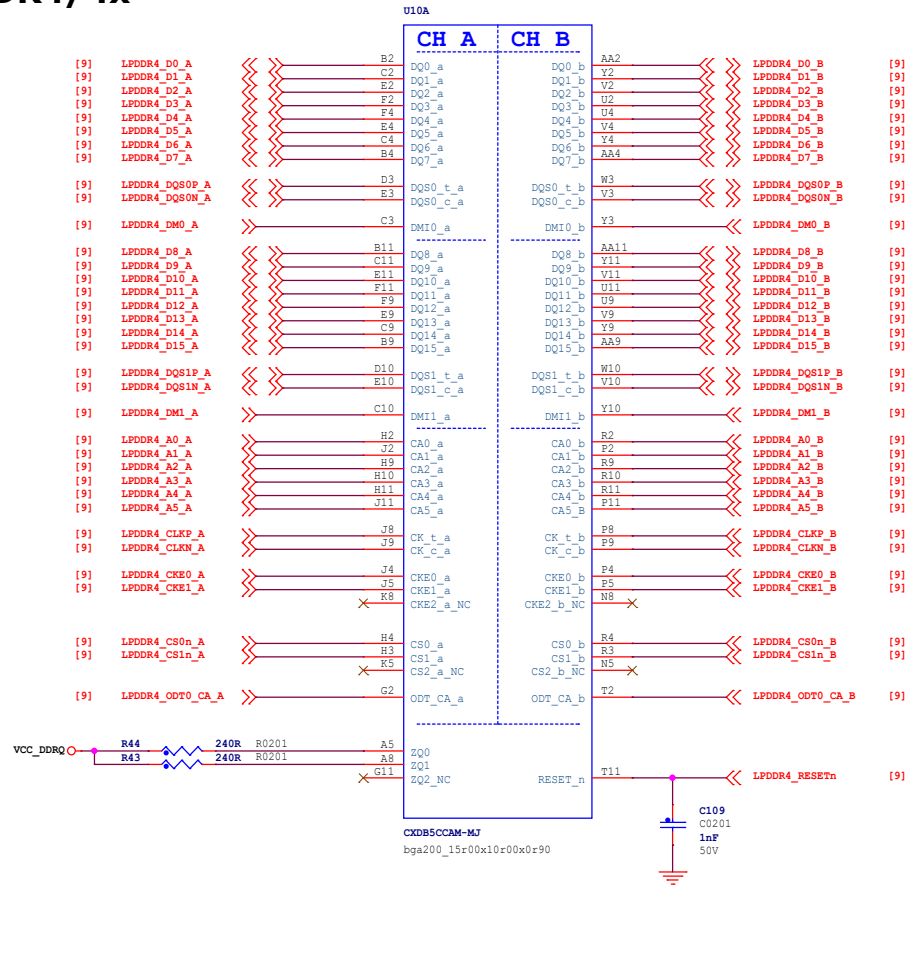 U10A
CH A CH B
[9] LPDDR4_D0_A B2 DQ0_a DQ0_b AA2 LPDDR4_D0_B [9]
[9] LPDDR4_D1_A C2 DQ1_a DQ1_b Y2 LPDDR4_D1_B [9]
[9] LPDDR4_D2_A E2 DQ2_a DQ2_b V2 LPDDR4_D2_B [9]
[9] LPDDR4_D3_A F2 DQ3_a DQ3_b U2 LPDDR4_D3_B [9]
[9] LPDDR4_D4_A F4 DQ4_a DQ4_b U4 LPDDR4_D4_B [9]
[9] LPDDR4_D5_A E4 DQ5_a DQ5_b V4 LPDDR4_D5_B [9]
[9] LPDDR4_D6_A C4 DQ6_a DQ6_b Y4 LPDDR4_D6_B [9]
[9] LPDDR4_D7_A B4 DQ7_a DQ7_b AA4 LPDDR4_D7_B [9]
[9] LPDDR4_DQS0P_A D3 DQS0_t_a DQS0_t_b W3 LPDDR4_DQS0P_B [9]
[9] LPDDR4_DQS0N_A E3 DQS0_c_a DQS0_c_b V3 LPDDR4_DQS0N_B [9]
[9] LPDDR4_DM0_A C3 DMI0_a DMI0_b Y3 LPDDR4_DM0_B [9]
[9] LPDDR4_D8_A B11 DQ8_a DQ8_b AA11 LPDDR4_D8_B [9]
[9] LPDDR4_D9_A C11 DQ9_a DQ9_b Y11 LPDDR4_D9_B [9]
[9] LPDDR4_D10_A E11 DQ10_a DQ10_b V11 LPDDR4_D10_B [9]
[9] LPDDR4_D11_A F11 DQ11_a DQ11_b U11 LPDDR4_D11_B [9]
[9] LPDDR4_D12_A F9 DQ12_a DQ12_b U9 LPDDR4_D12_B [9]
[9] LPDDR4_D13_A E9 DQ13_a DQ13_b V9 LPDDR4_D13_B [9]
[9] LPDDR4_D14_A C9 DQ14_a DQ14_b Y9 LPDDR4_D14_B [9]
[9] LPDDR4_D15_A B9 DQ15_a DQ15_b AA9 LPDDR4_D15_B [9]
[9] LPDDR4_DQS1P_A D10 DQS1_t_a DQS1_t_b W10 LPDDR4_DQS1P_B [9]
[9] LPDDR4_DQS1N_A E10 DQS1_c_a DQS1_c_b V10 LPDDR4_DQS1N_B [9]
[9] LPDDR4_DM1_A C10 DMI1_a DMI1_b Y10 LPDDR4_DM1_B [9]
[9] LPDDR4_A0_A H2 CA0_a CA0_b R2 LPDDR4_A0_B [9]
[9] LPDDR4_A1_A J2 CA1_a CA1_b P2 LPDDR4_A1_B [9]
[9] LPDDR4_A2_A H9 CA2_a CA2_b R9 LPDDR4_A2_B [9]
[9] LPDDR4_A3_A H10 CA3_a CA3_b R10 LPDDR4_A3_B [9]
[9] LPDDR4_A4_A H11 CA4_a CA4_b R11 LPDDR4_A4_B [9]
[9] LPDDR4_A5_A J11 CA5_a CA5_B P11 LPDDR4_A5_B [9]
[9] LPDDR4_CLKP_A J8 CK_t_a CK_t_b P8 LPDDR4_CLKP_B [9]
[9] LPDDR4_CLKN_A J9 CK_c_a CK_c_b P9 LPDDR4_CLKN_B [9]
[9] LPDDR4_CKE0_A J4 CKE0_a CKE0_b P4 LPDDR4_CKE0_B [9]
[9] LPDDR4_CKE1_A J5 CKE1_a CKE1_b P5 LPDDR4_CKE1_B [9]
K8 CKE2_a_NC CKE2_b_NC N8
[9] LPDDR4_CS0n_A H4 CS0_a CS0_b R4 LPDDR4_CS0n_B [9]
[9] LPDDR4_CS1n_A H3 CS1_a CS1_b R3 LPDDR4_CS1n_B [9]
K5 CS2_a_NC CS2_b_NC N5
[9] LPDDR4_ODT0_CA_A G2 ODT_CA_a ODT_CA_b T2 LPDDR4_ODT0_CA_B [9]
VCC_DDRQ R44 240R R0201 A5 ZQ0
R43 240R R0201 A8 ZQ1
G11 ZQ2_NC RESET_n T11 LPDDR4_RESETn [9]
C109
C0201
1nF
50V
CXDB5CCAM-MJ
bga200_15r00x10r00x0r90